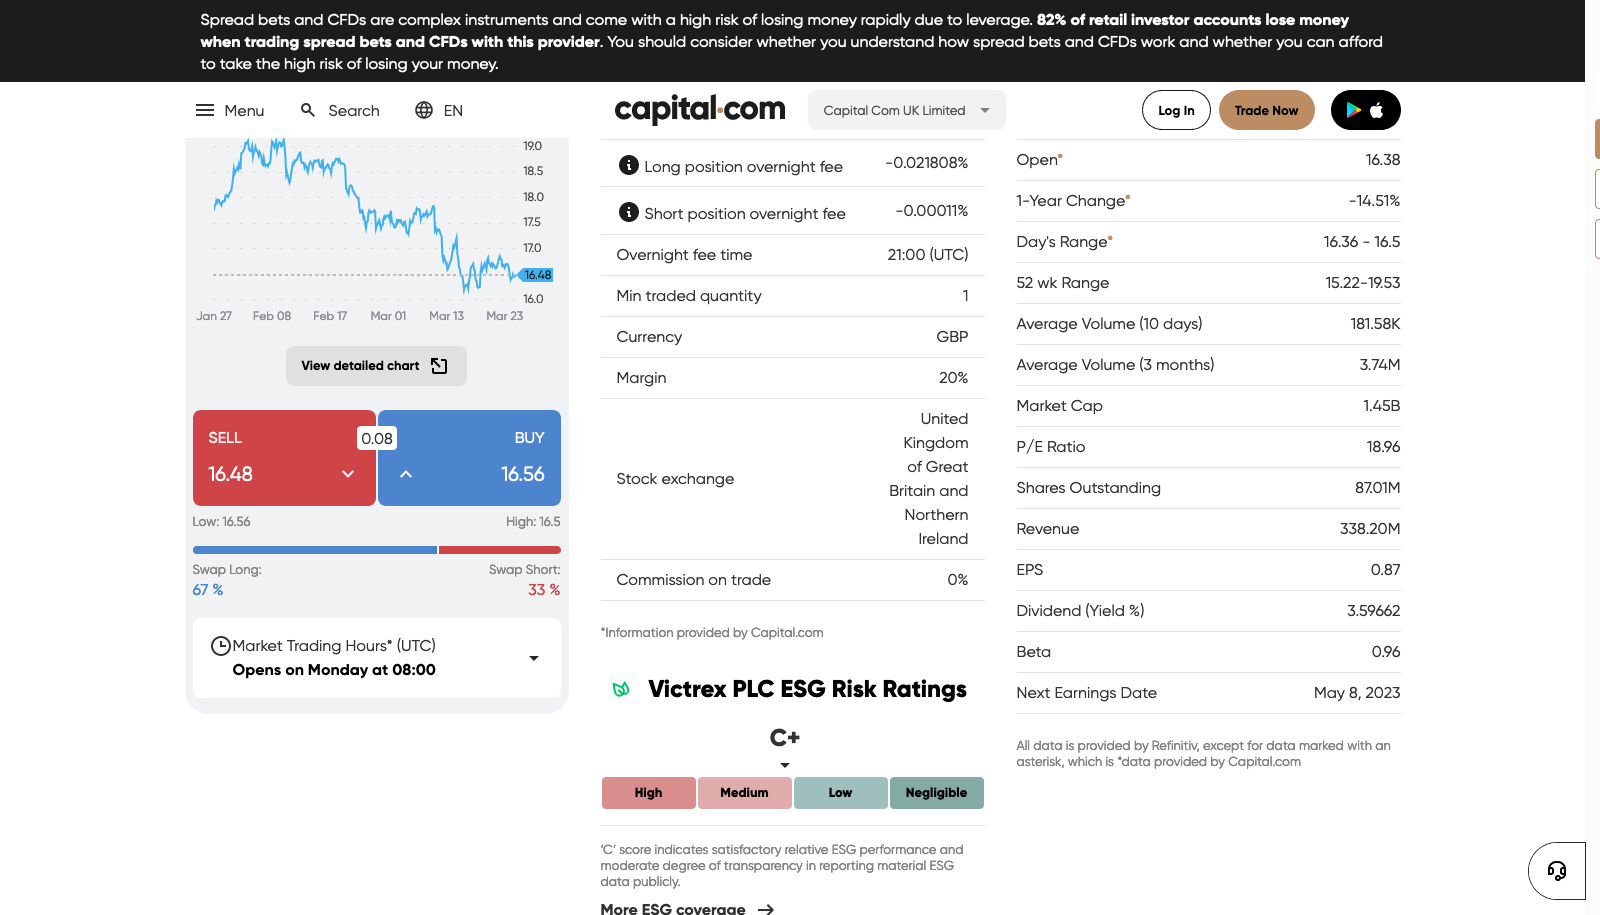 Spread bets and CFDs are complex instruments and come with a high risk of losing money rapidly due to leverage. 82% of retail investor accounts lose money
when trading spread bets and CFDs with this provider. You should consider whether you understand how spread bets and CFDs work and whether you can afford
to take the high risk of losing your money.
Menu
Search
EN
capital.com
Capital Com UK Limited
Log In
Trade Now
19.0
18.5
18.0
17.5
17.0
16.48
16.0
Jan 27 Feb 08 Feb 17 Mar 01 Mar 13 Mar 23
View detailed chart
SELL
16.48
0.08
BUY
16.56
Low: 16.56
High: 16.5
Swap Long:
67 %
Swap Short:
33 %
Market Trading Hours* (UTC)
Opens on Monday at 08:00
Long position overnight fee -0.021808%
Short position overnight fee -0.00011%
Overnight fee time 21:00 (UTC)
Min traded quantity 1
Currency GBP
Margin 20%
Stock exchange
United
Kingdom
of Great
Britain and
Northern
Ireland
Commission on trade 0%
*Information provided by Capital.com
Victrex PLC ESG Risk Ratings
C+
High Medium Low Negligible
'C' score indicates satisfactory relative ESG performance and
moderate degree of transparency in reporting material ESG
data publicly.
More ESG coverage
Open* 16.38
1-Year Change* -14.51%
Day's Range* 16.36 - 16.5
52 wk Range 15.22-19.53
Average Volume (10 days) 181.58K
Average Volume (3 months) 3.74M
Market Cap 1.45B
P/E Ratio 18.96
Shares Outstanding 87.01M
Revenue 338.20M
EPS 0.87
Dividend (Yield %) 3.59662
Beta 0.96
Next Earnings Date May 8, 2023
All data is provided by Refinitiv, except for data marked with an
asterisk, which is *data provided by Capital.com